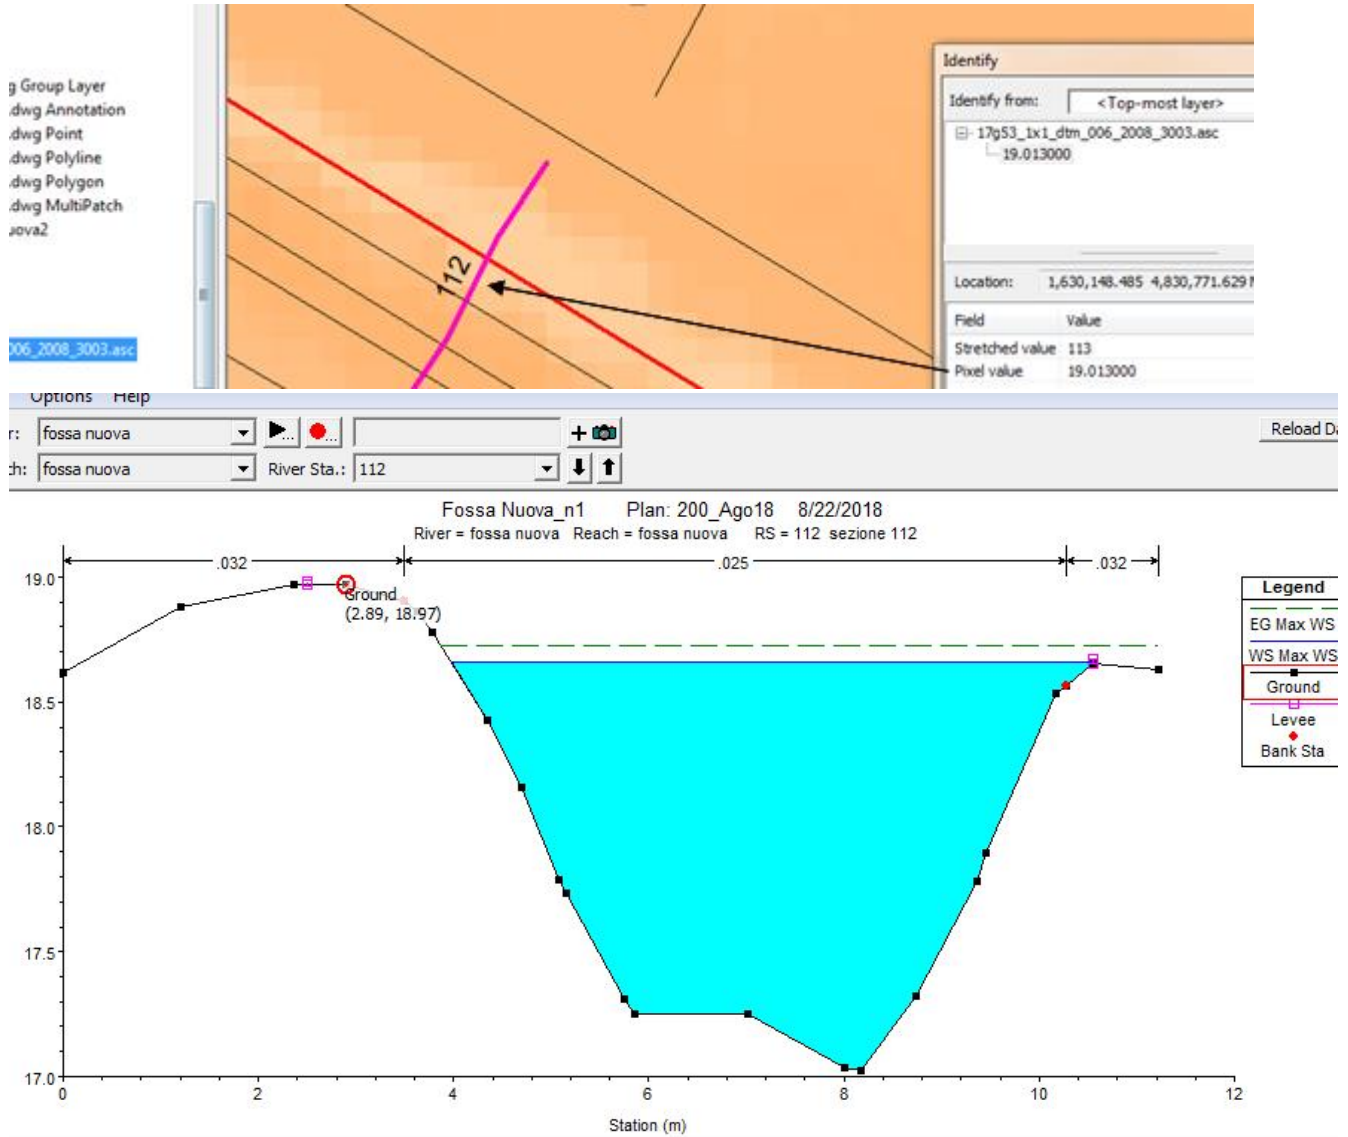 g Group Layer
.dwg Annotation
.dwg Point
.dwg Polyline
.dwg Polygon
.dwg MultiPatch
uova2
006_2008_3003.asc
112
Identify
Identify from: <Top-most layer>
17g53_1x1_dtm_006_2008_3003.asc
19.013000
Location: 1,630,148.485 4,830,771.629
Field Value
Stretched value 113
Pixel value 19.013000
Options Help
r: fossa nuova
Reload Da
ch: fossa nuova River Sta.: 112
Fossa Nuova_n1 Plan: 200_Ago18 8/22/2018
River = fossa nuova Reach = fossa nuova RS = 112 sezione 112
.032 .025 .032
19.0
18.5
18.0
17.5
17.0
Ground
(2.89, 18.97)
0 2 4 6 8 10 12
Station (m)
Legend
EG Max WS
WS Max WS
Ground
Levee
Bank Sta